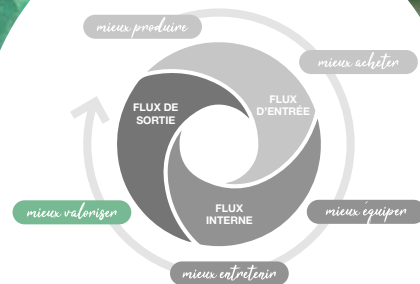 mieux produire
mieux acheter
FLUX DE
SORTIE
FLUX
D'ENTRÉE
mieux valoriser
FLUX
INTERNE
mieux équiper
mieux entretenir